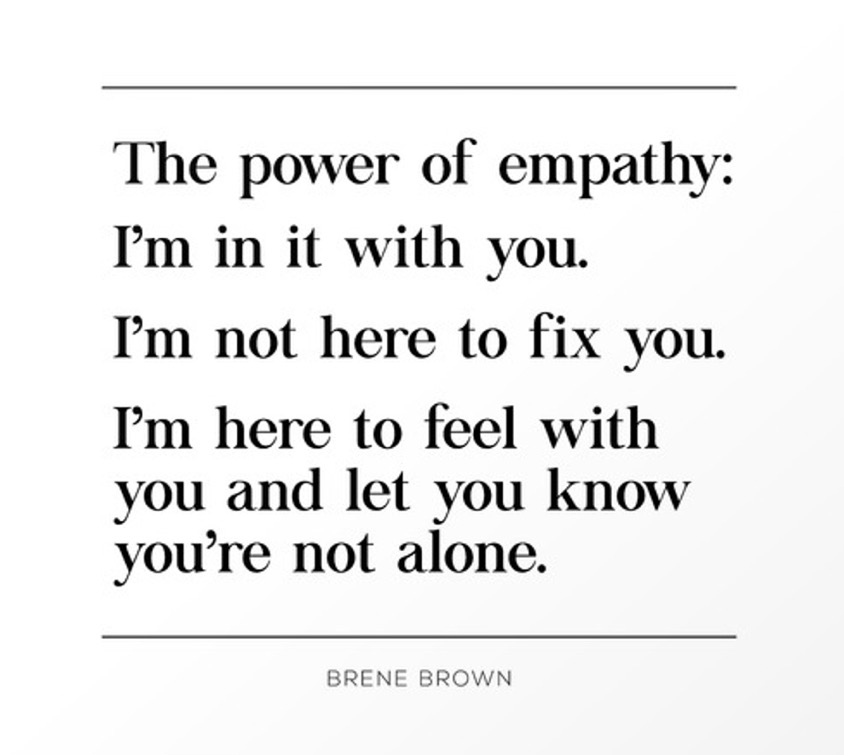 The power of empathy:
I’m in it with you.
I’m not here to fix you.
I’m here to feel with
you and let you know
you’re not alone.
BRENE BROWN